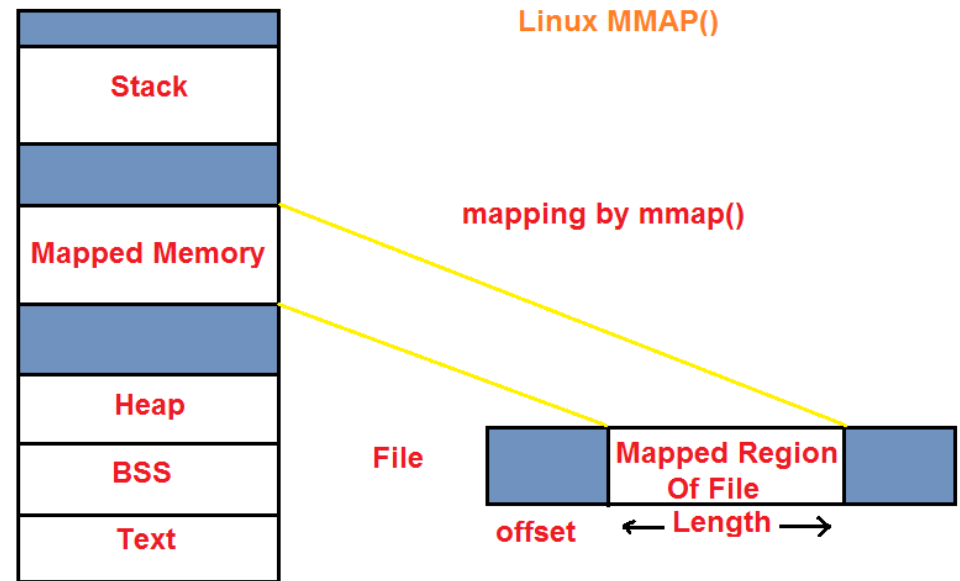 Linux MMAP()
Stack
mapping by mmap()
Mapped Memory
Heap
BSS
Text
File
Mapped Region
Of File
offset
Length